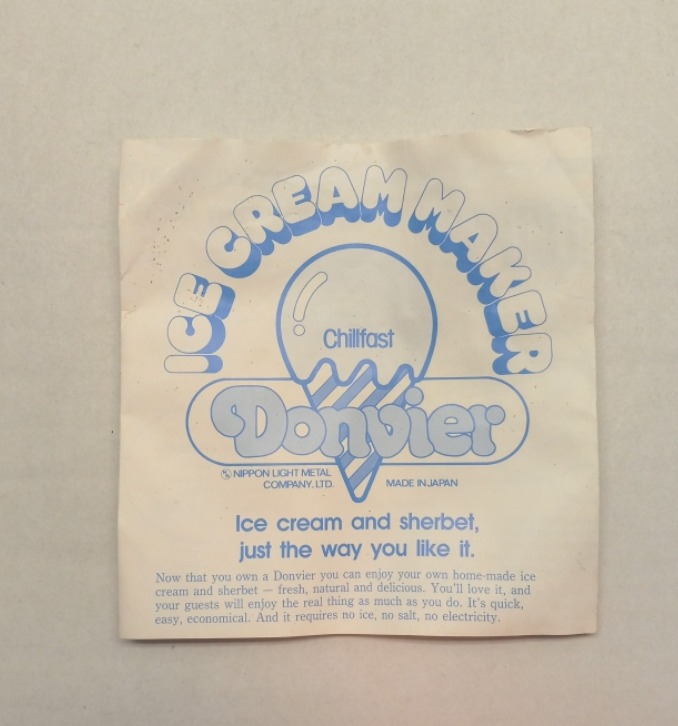 ICE CREAM MAKER
Chillfast
Donvier
NIPPON LIGHT METAL
COMPANY. LTD.
MADE IN JAPAN
Ice cream and sherbet,
just the way you like it.
Now that you own a Donvier you can enjoy your own home-made ice
cream and sherbet — fresh, natural and delicious. You'll love it, and
your guests will enjoy the real thing as much as you do. It's quick,
easy, economical. And it requires no ice, no salt, no electricity.